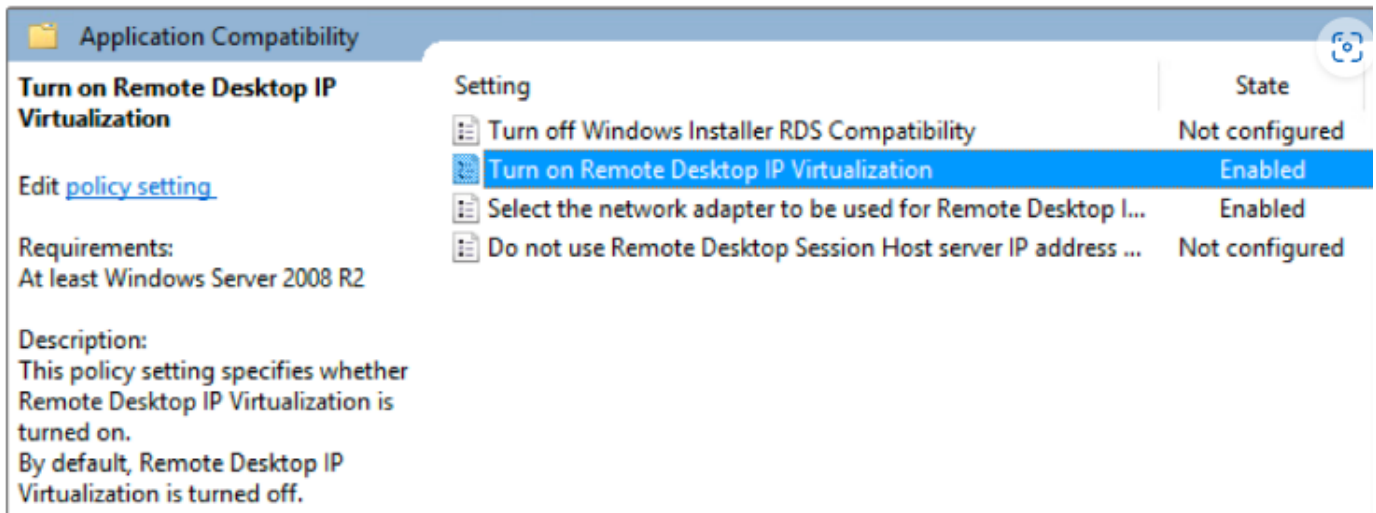 Application Compatibility
Turn on Remote Desktop IP
Virtualization
Edit policy setting
Requirements:
At least Windows Server 2008 R2
Description:
This policy setting specifies whether
Remote Desktop IP Virtualization is
turned on.
By default, Remote Desktop IP
Virtualization is turned off.
Setting State
Turn off Windows Installer RDS Compatibility Not configured
Turn on Remote Desktop IP Virtualization Enabled
Select the network adapter to be used for Remote Desktop I... Enabled
Do not use Remote Desktop Session Host server IP address ... Not configured